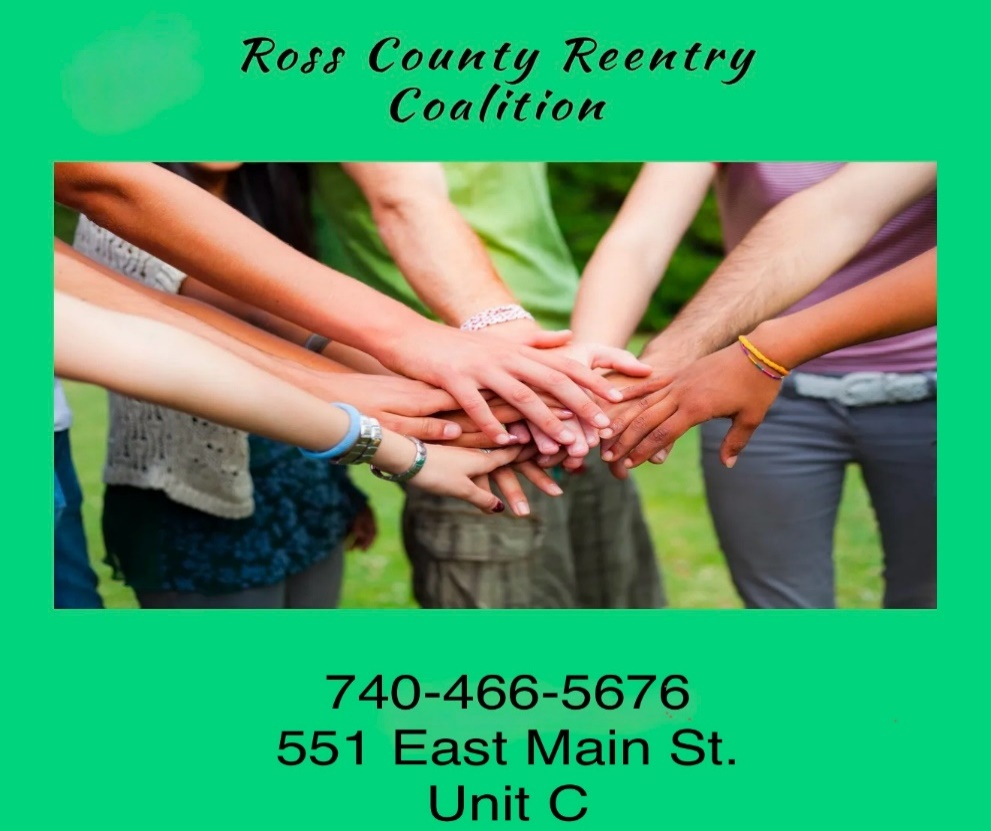 Ross County Reentry
Coalition
740-466-5676
551 East Main St.
Unit C